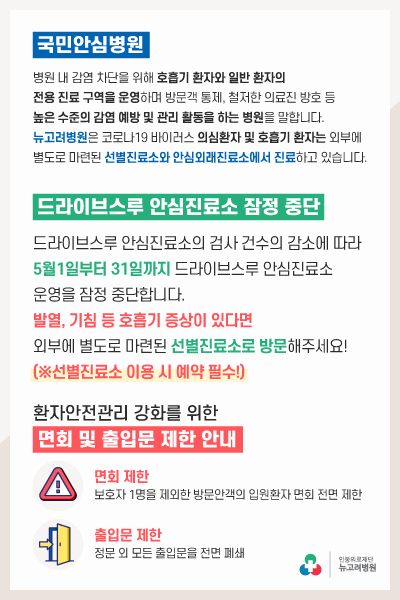 국민안심병원
병원 내 감염 차단을 위해 호흡기 환자와 일반 환자의
전용 진료 구역을 운영하며 방문객 통제, 철저한 의료진 방호 등
높은 수준의 감염 예방 및 관리 활동을 하는 병원을 말합니다.
뉴고려병원은 코로나19 바이러스 의심환자 및 호흡기 환자는 외부에
별도로 마련된 선별진료소와 안심외래진료소에서 진료하고 있습니다.
드라이브스루 안심진료소 잠정 중단
드라이브스루 안심진료소의 검사 건수의 감소에 따라
5월1일부터 31일까지 드라이브스루 안심진료소
운영을 잠정 중단합니다.
발열, 기침 등 호흡기 증상이 있다면
외부에 별도로 마련된 선별진료소로 방문해주세요!
(※선별진료소 이용 시 예약 필수!)
환자안전관리 강화를 위한
면회 및 출입문 제한 안내
면회 제한
보호자 1명을 제외한 방문안객의 입원환자 면회 전면 제한
출입문 제한
정문 외 모든 출입문을 전면 폐쇄
인봉의료재단
뉴고려병원